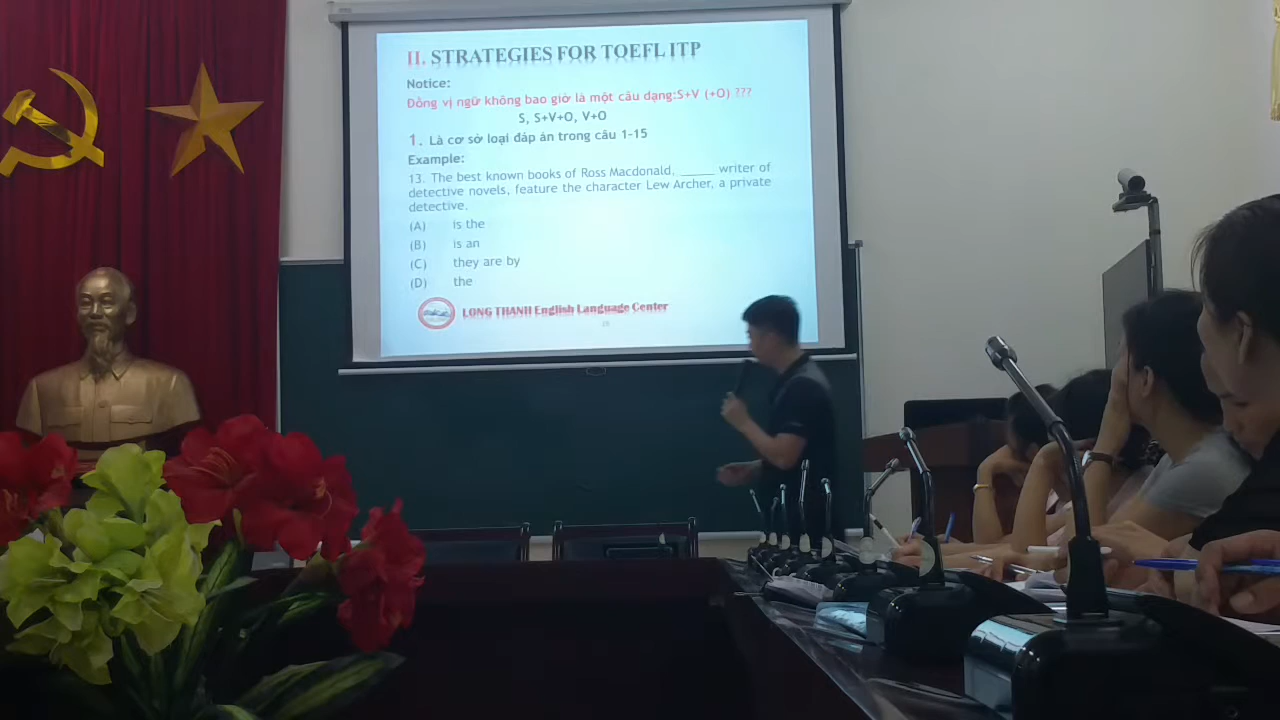 II. STRATEGIES FOR TOEFL ITP
Notice:
Đồng vị ngữ không bao giờ là một câu dạng:S+V (+O) ???
S, S+V+O, V+O
1. Là cơ sở loại đáp án trong câu 1-15
Example:
13. The best known books of Ross Macdonald, _____ writer of
detective novels, feature the character Lew Archer, a private
detective.
(A) is the
(B) is an
(C) they are by
(D) the
LONG THANH English Language Center